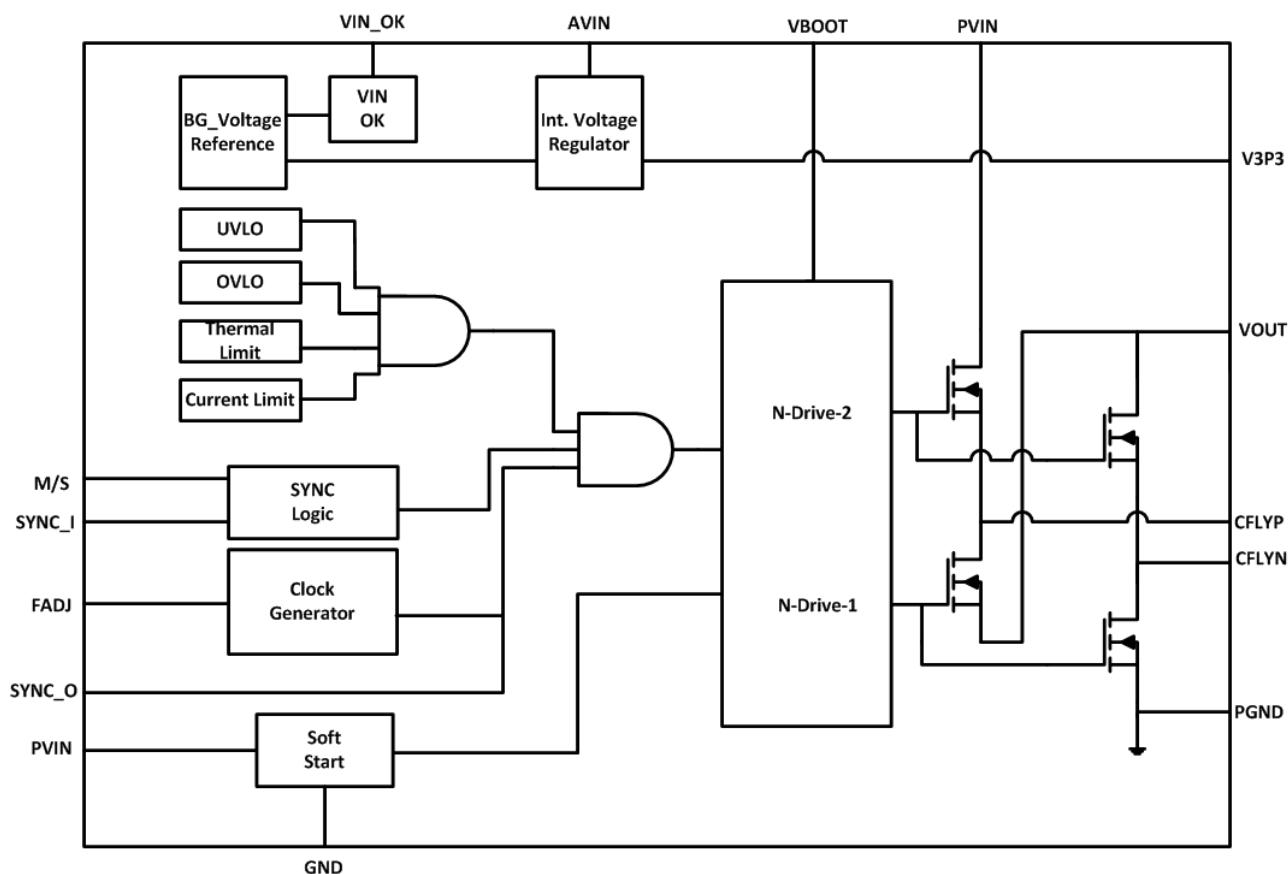 VIN_OK
AVIN
VBOOT
PVIN
BG_Voltage
Reference
VIN
OK
Int. Voltage
Regulator
V3P3
UVLO
OVLO
Thermal
Limit
Current Limit
VOUT
N-Drive-2
M/S
SYNC_I
SYNC
Logic
CFLYP
CFLYN
FADJ
Clock
Generator
N-Drive-1
SYNC_O
PGND
PVIN
Soft
Start
GND